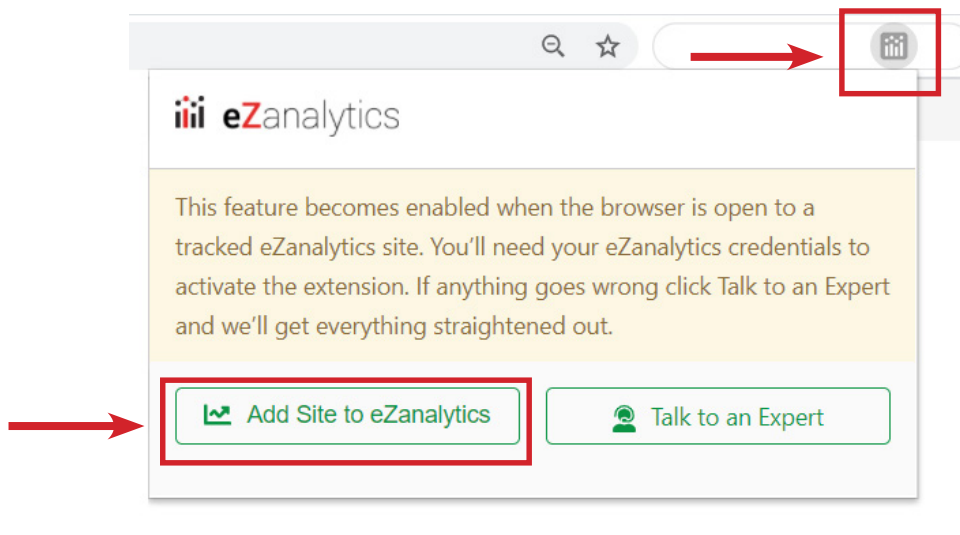 eZanalytics
This feature becomes enabled when the browser is open to a
tracked eZanalytics site. You’ll need your eZanalytics credentials to
activate the extension. If anything goes wrong click Talk to an Expert
and we’ll get everything straightened out.
Add Site to eZanalytics
Talk to an Expert